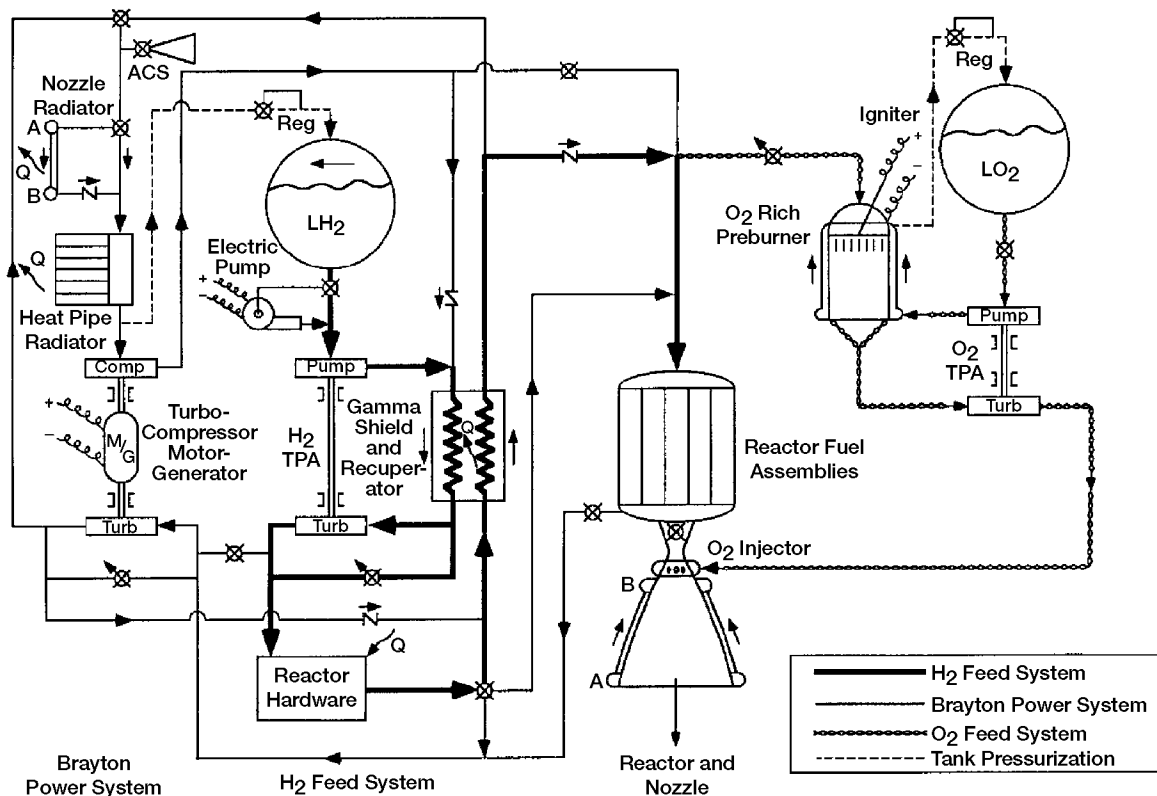 ACS
Nozzle
Radiator
A
Q
B
Q
Heat Pipe
Radiator
Comp
+
−
M/G
Turbo-
Compressor
Motor-
Generator
Turb
Reg
LH2
Electric
Pump
+
−
Pump
H2
TPA
Turb
Gamma
Shield
and
Recuper-
ator
Q
Q
Reactor
Hardware
Reg
Igniter
+
−
LO2
O2 Rich
Preburner
Pump
O2
TPA
Turb
Reactor Fuel
Assemblies
O2 Injector
B
A
H2 Feed System
Brayton Power System
O2 Feed System
Tank Pressurization
Brayton
Power System
H2 Feed System
Reactor and
Nozzle